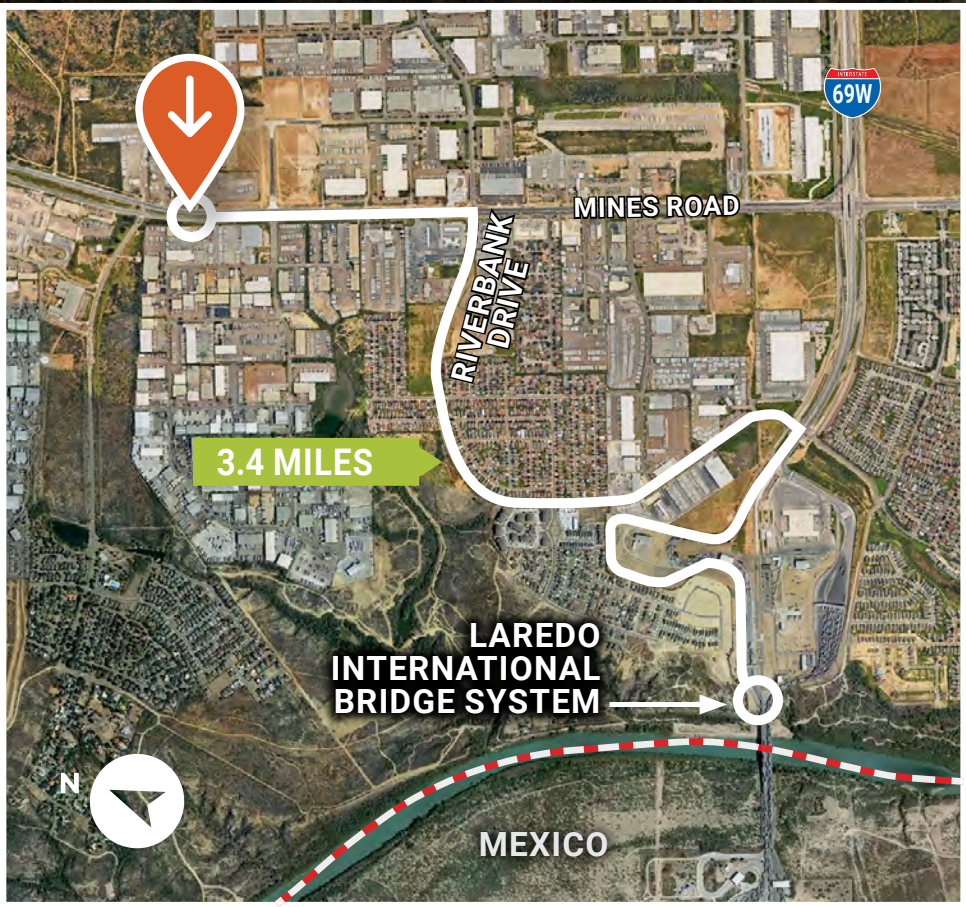 INTERSTATE
69W
MINES ROAD
RIVERBANK
DRIVE
3.4 MILES
LAREDO
INTERNATIONAL
BRIDGE SYSTEM
N
MEXICO